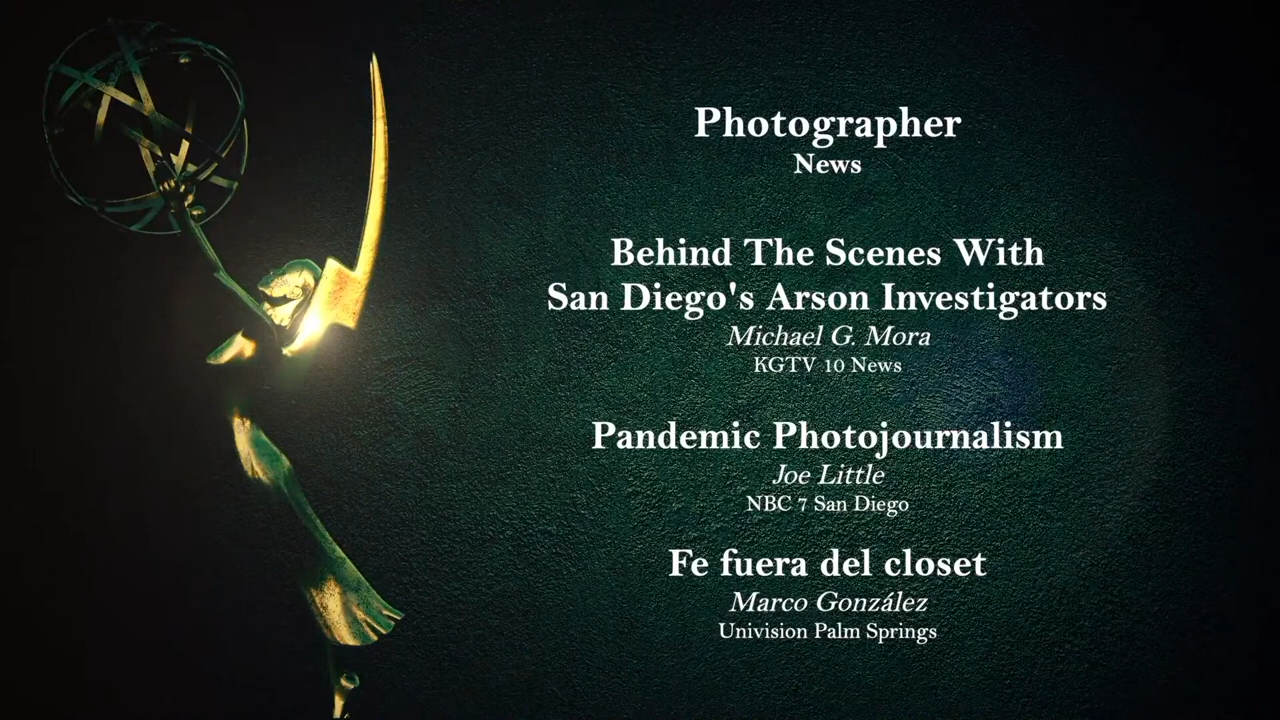 Photographer
News
Behind The Scenes With
San Diego's Arson Investigators
Michael G. Mora
KGTV 10 News
Pandemic Photojournalism
Joe Little
NBC 7 San Diego
Fe fuera del closet
Marco González
Univision Palm Springs